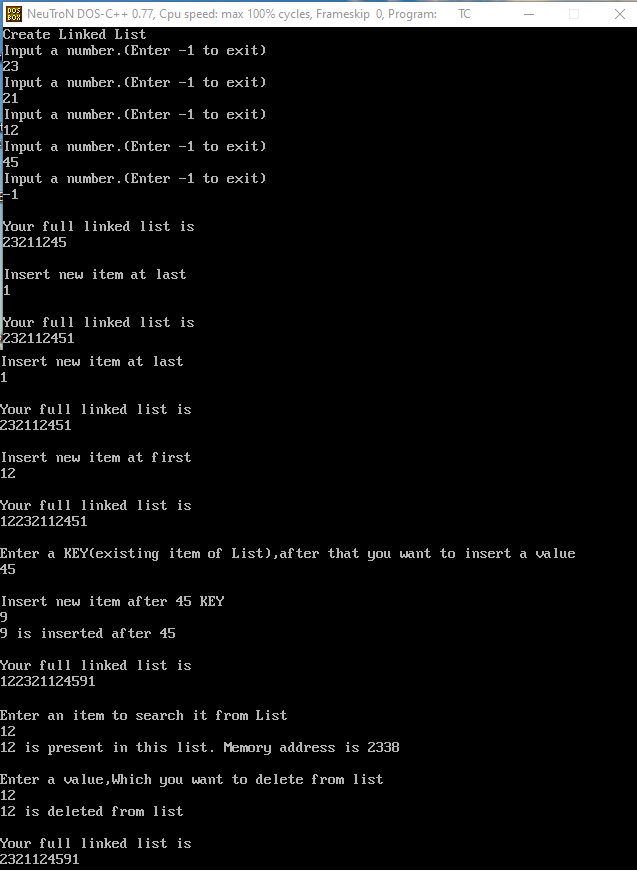 DOS
BOX
NeuTroN DOS-C++ 0.77, Cpu speed: max 100% cycles, Frameskip 0, Program: TC
Create Linked List
Input a number.(Enter -1 to exit)
23
Input a number.(Enter -1 to exit)
21
Input a number.(Enter -1 to exit)
12
Input a number.(Enter -1 to exit)
45
Input a number.(Enter -1 to exit)
-1
Your full linked list is
23211245
Insert new item at last
1
Your full linked list is
232112451
Insert new item at last
1
Your full linked list is
232112451
Insert new item at first
12
Your full linked list is
12232112451
Enter a KEY(existing item of List),after that you want to insert a value
45
Insert new item after 45 KEY
9
9 is inserted after 45
Your full linked list is
122321124591
Enter an item to search it from List
12
12 is present in this list. Memory address is 2338
Enter a value,Which you want to delete from list
12
12 is deleted from list
Your full linked list is
2321124591